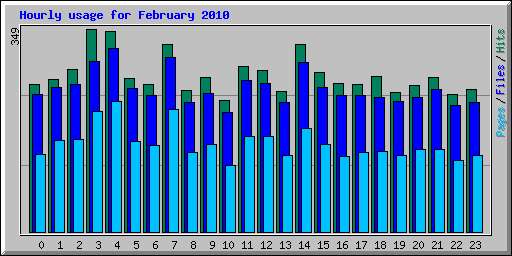 Hourly usage for February 2010
349
Pages / Files / Hits
0 1 2 3 4 5 6 7 8 9 10 11 12 13 14 15 16 17 18 19 20 21 22 23